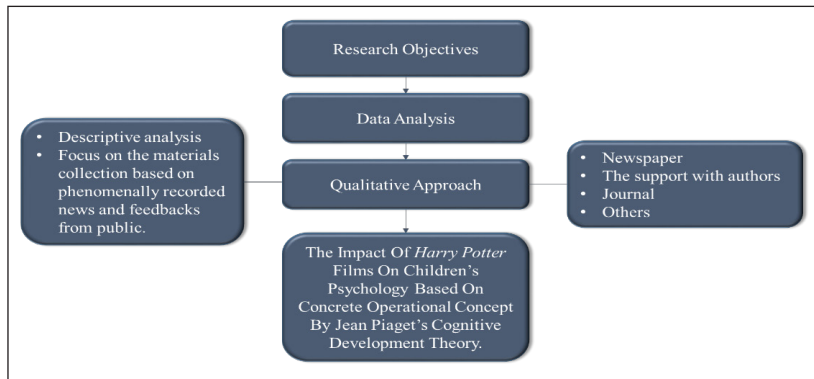 Research Objectives
Data Analysis
• Descriptive analysis
• Focus on the materials
collection based on
phenomenally recorded
news and feedbacks
from public.
Qualitative Approach
• Newspaper
• The support with authors
• Journal
• Others
The Impact Of Harry Potter
Films On Children's
Psychology Based On
Concrete Operational Concept
By Jean Piaget's Cognitive
Development Theory.